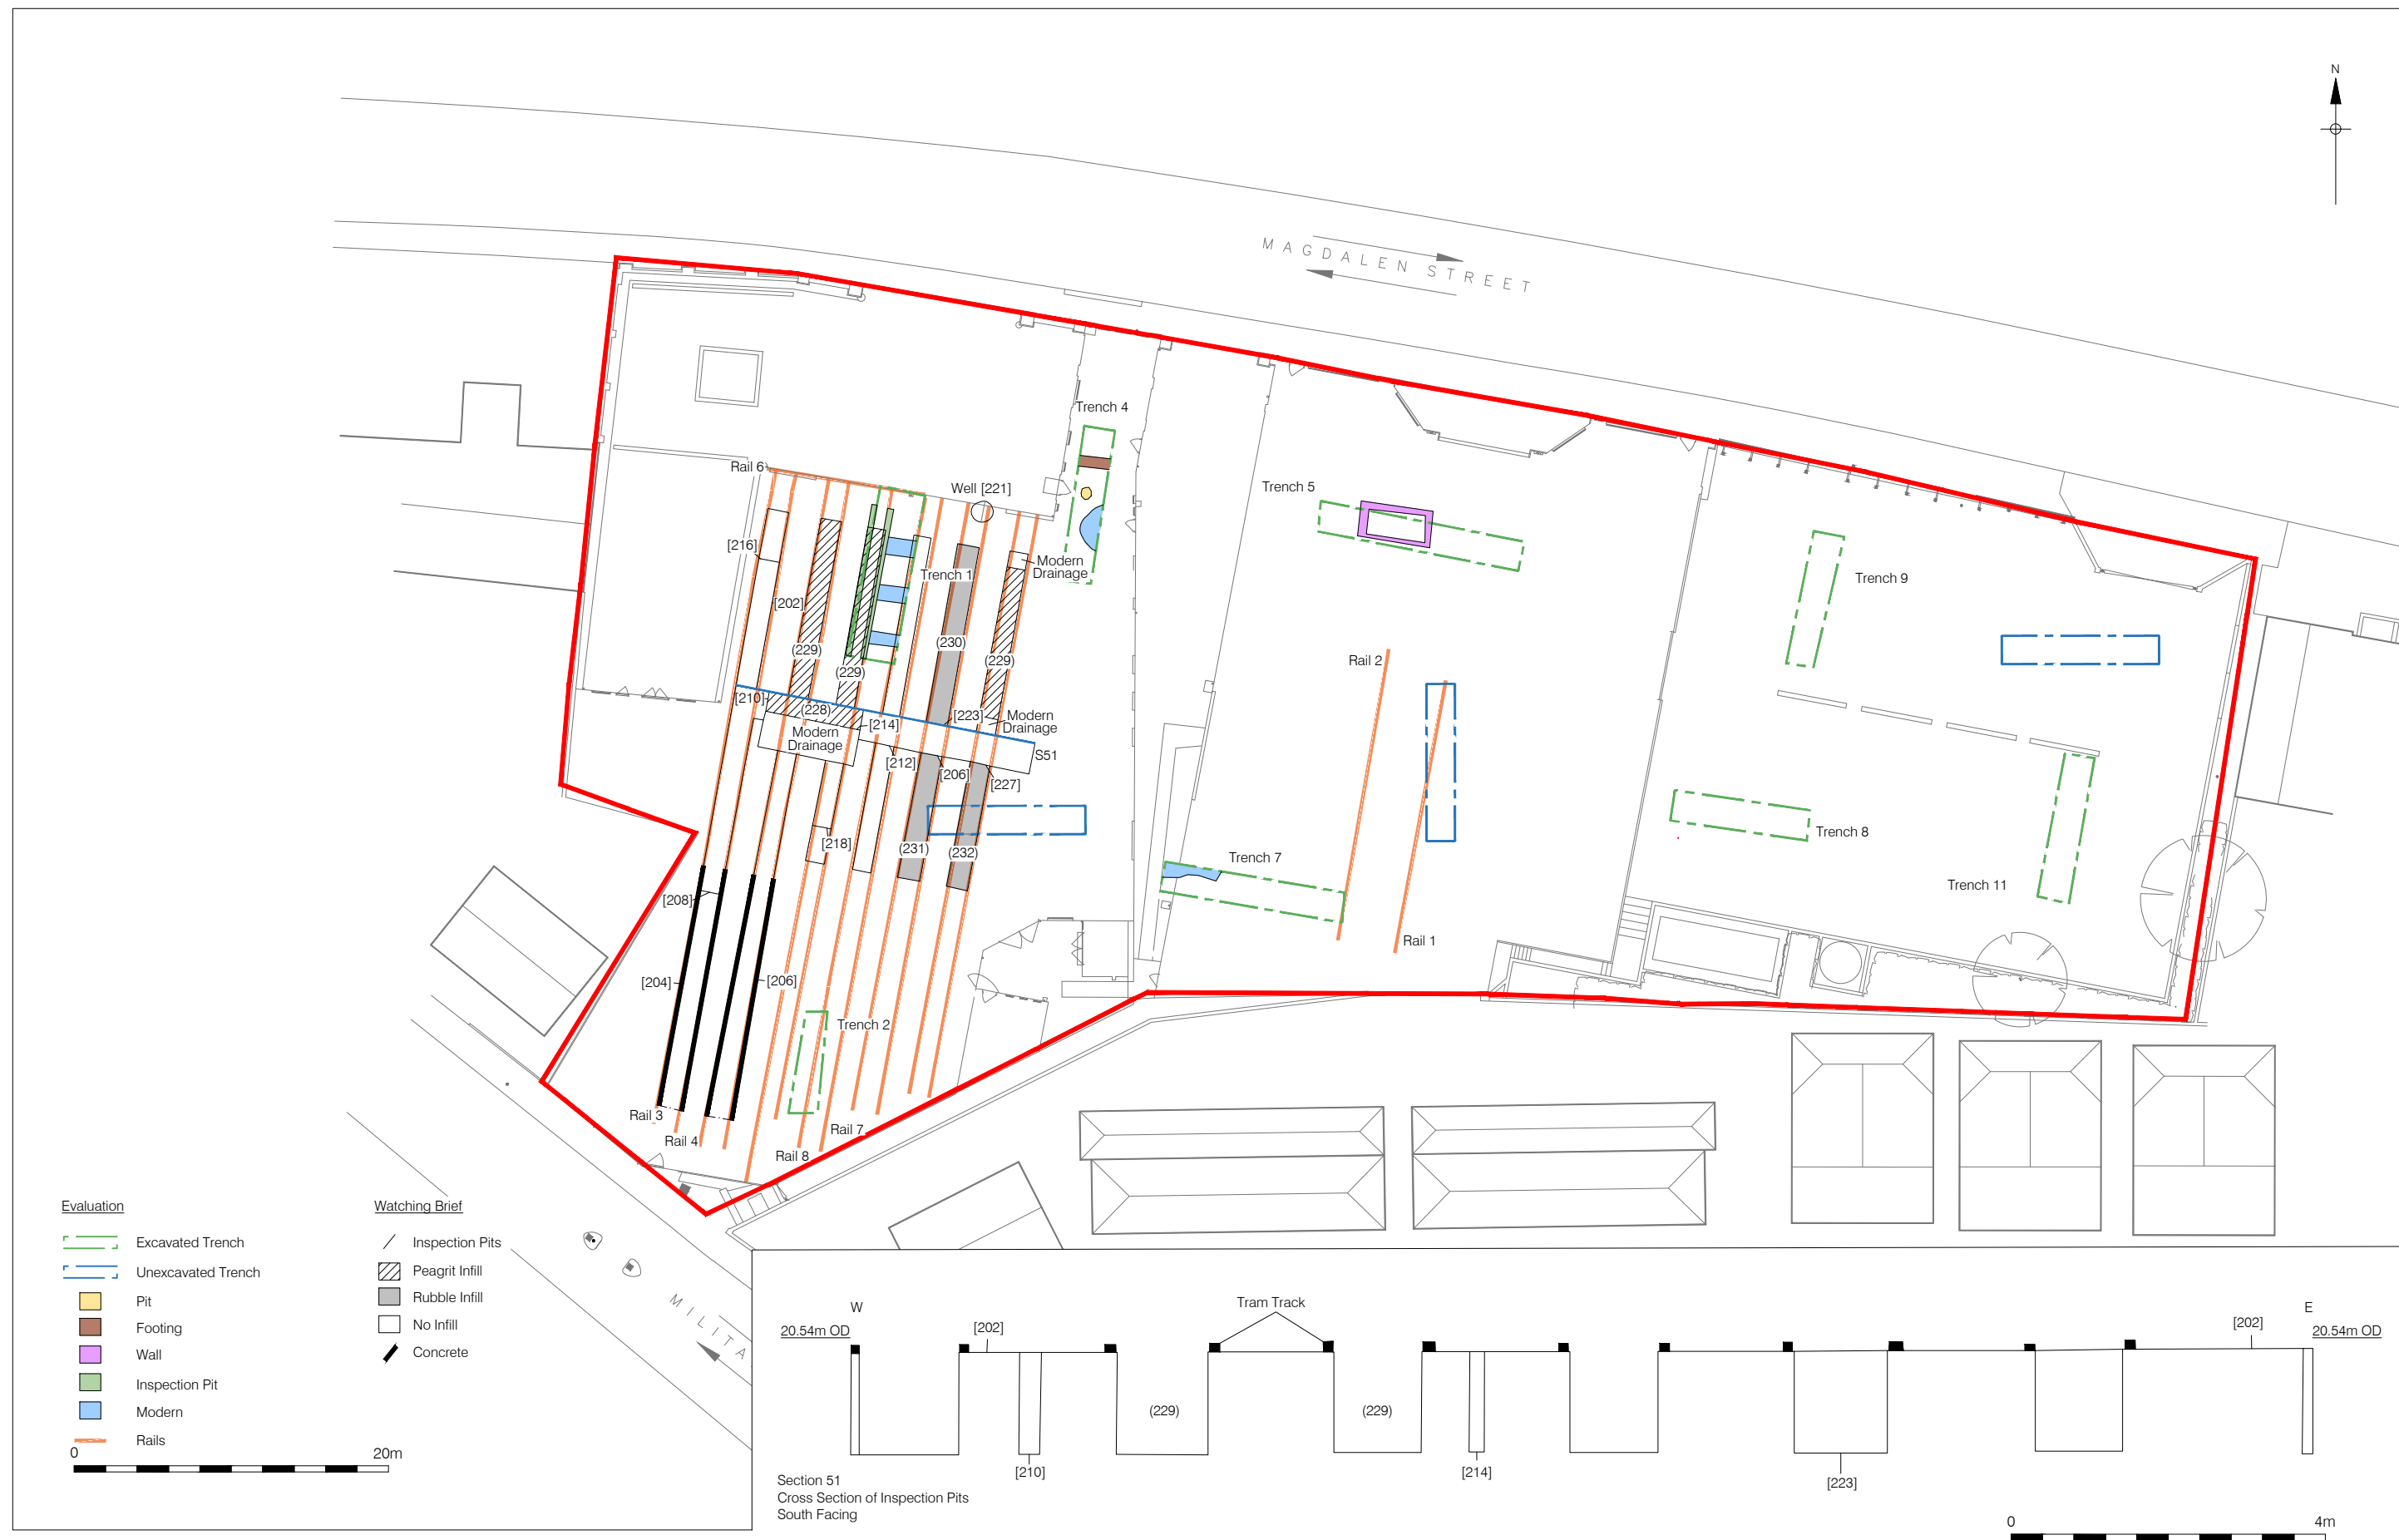 N
MAGDALEN STREET
Trench 4
Rail 6
Well [221]
Trench 5
[216]
Trench 1
Modern
Drainage
Trench 9
[202]
(229)
(229)
(230)
(229)
Rail 2
[210]
(228)
[214]
[223]
Modern
Drainage
Modern
Drainage
S51
[212]
[206]
[227]
[218]
(231)
(232)
Trench 7
Trench 8
Trench 11
[208]
[204]
[206]
Rail 1
Trench 2
Rail 3
Rail 4
Rail 7
Rail 8
MILITA
Evaluation
Excavated Trench
Unexcavated Trench
Pit
Footing
Wall
Inspection Pit
Modern
Rails
0 20m
Watching Brief
Inspection Pits
Peagrit Infill
Rubble Infill
No Infill
Concrete
W
Tram Track
E
20.54m OD
[202]
[202]
20.54m OD
(229)
(229)
[210]
[214]
[223]
Section 51
Cross Section of Inspection Pits
South Facing
0 4m